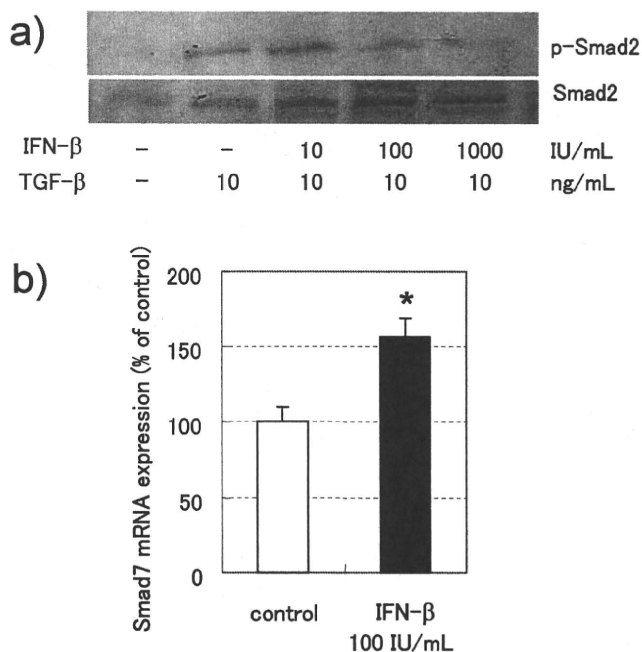 a)
p-Smad2
Smad2
IFN-β - - 10 100 1000 IU/mL
TGF-β - 10 10 10 10 ng/mL
b)
Smad7 mRNA expression (% of control)
200
150
100
50
0
*
control IFN-β
100 IU/mL